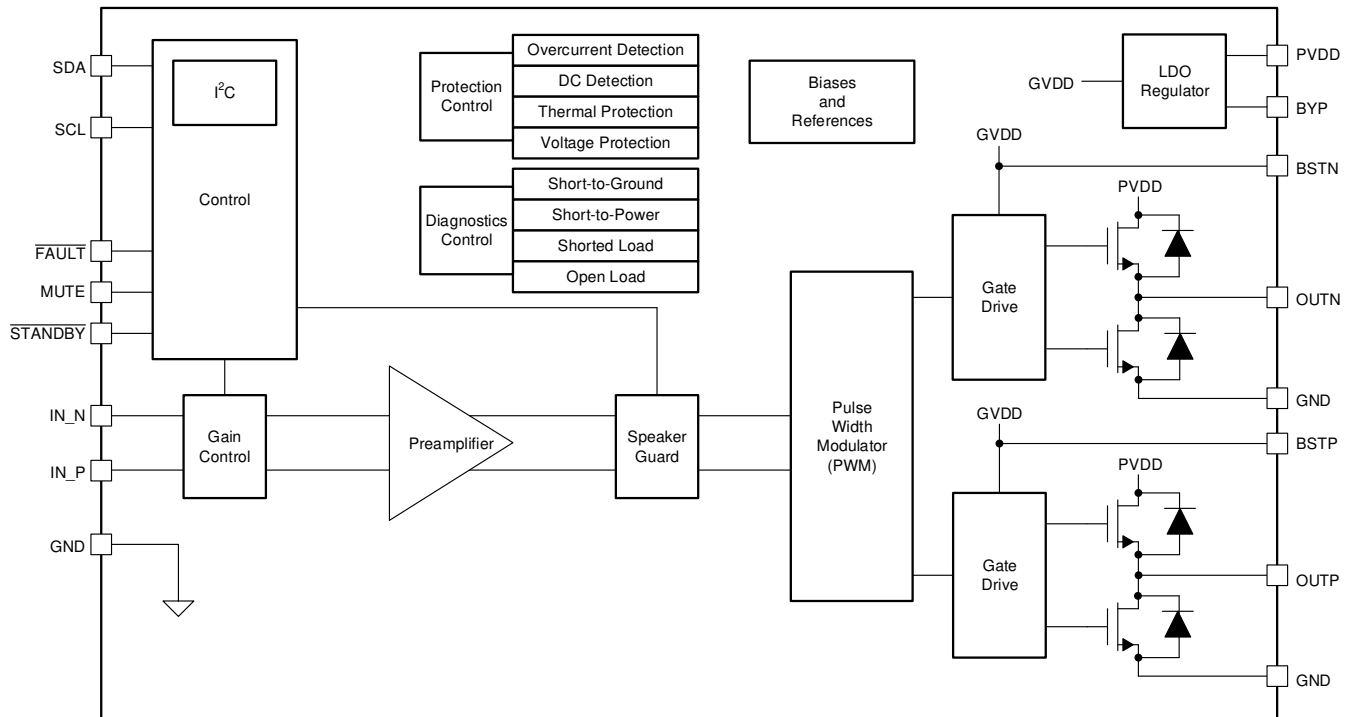 SDA
SCL
FAULT
MUTE
STANDBY
IN_N
IN_P
GND
I²C
Control
Gain
Control
Protection
Control
Overcurrent Detection
DC Detection
Thermal Protection
Voltage Protection
Diagnostics
Control
Short-to-Ground
Short-to-Power
Shorted Load
Open Load
Preamplifier
Speaker
Guard
Biases
and
References
Pulse
Width
Modulator
(PWM)
GVDD
LDO
Regulator
GVDD
PVDD
Gate
Drive
GVDD
PVDD
Gate
Drive
PVDD
BYP
BSTN
OUTN
GND
BSTP
OUTP
GND